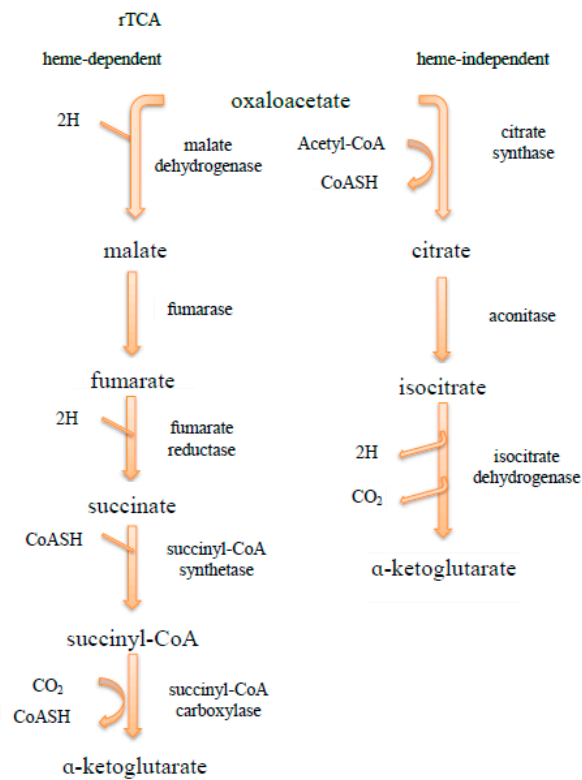 rTCA
heme-dependent
heme-independent
oxaloacetate
2H
malate
dehydrogenase
Acetyl-CoA
CoASH
citrate
synthase
malate
citrate
fumarase
aconitase
fumarate
isocitrate
2H
fumarate
reductase
2H
CO₂
isocitrate
dehydrogenase
succinate
CoASH
succinyl-CoA
synthetase
α-ketoglutarate
succinyl-CoA
CO₂
CoASH
succinyl-CoA
carboxylase
α-ketoglutarate